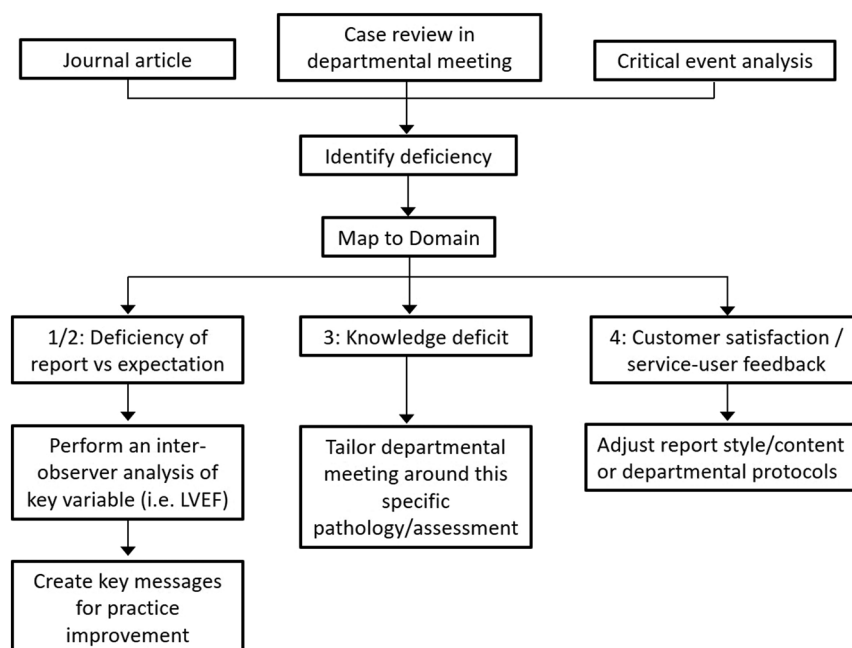 Journal article
Case review in
departmental meeting
Critical event analysis
Identify deficiency
Map to Domain
1/2: Deficiency of
report vs expectation
3: Knowledge deficit
4: Customer satisfaction /
service-user feedback
Perform an inter-
observer analysis of
key variable (i.e. LVEF)
Tailor departmental
meeting around this
specific
pathology/assessment
Adjust report style/content
or departmental protocols
Create key messages
for practice
improvement